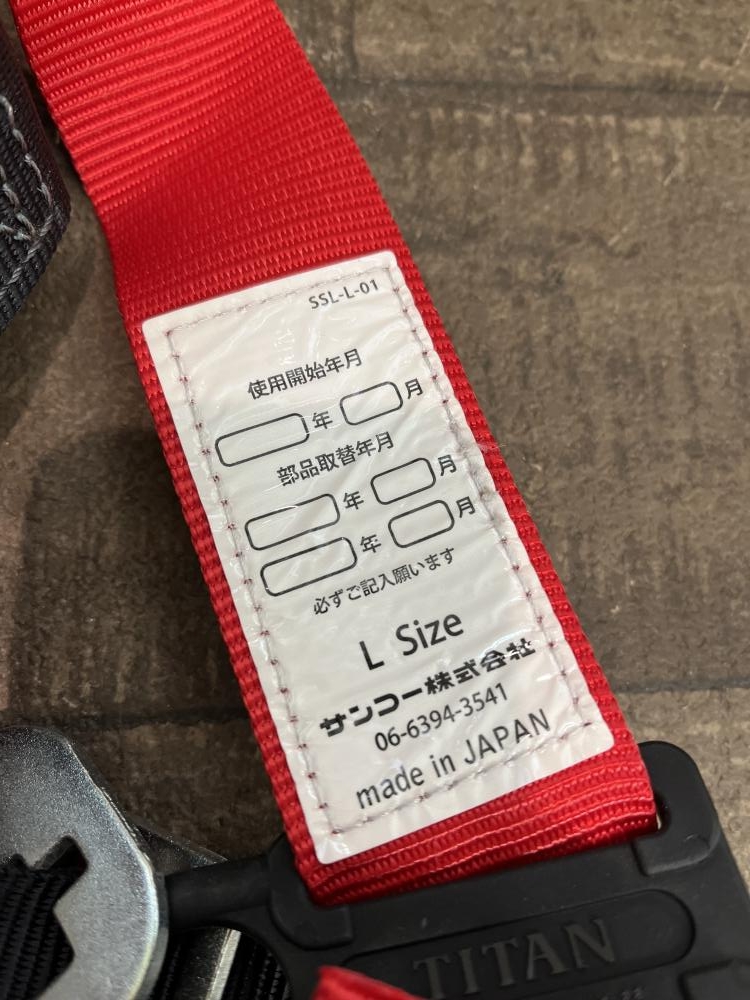 SSL-L-01
使用開始年月
年 月
部品取替年月
年 月
年 月
必ずご記入願います
L Size
サンコー株式会社
06-6394-3541
made in JAPAN
TITAN